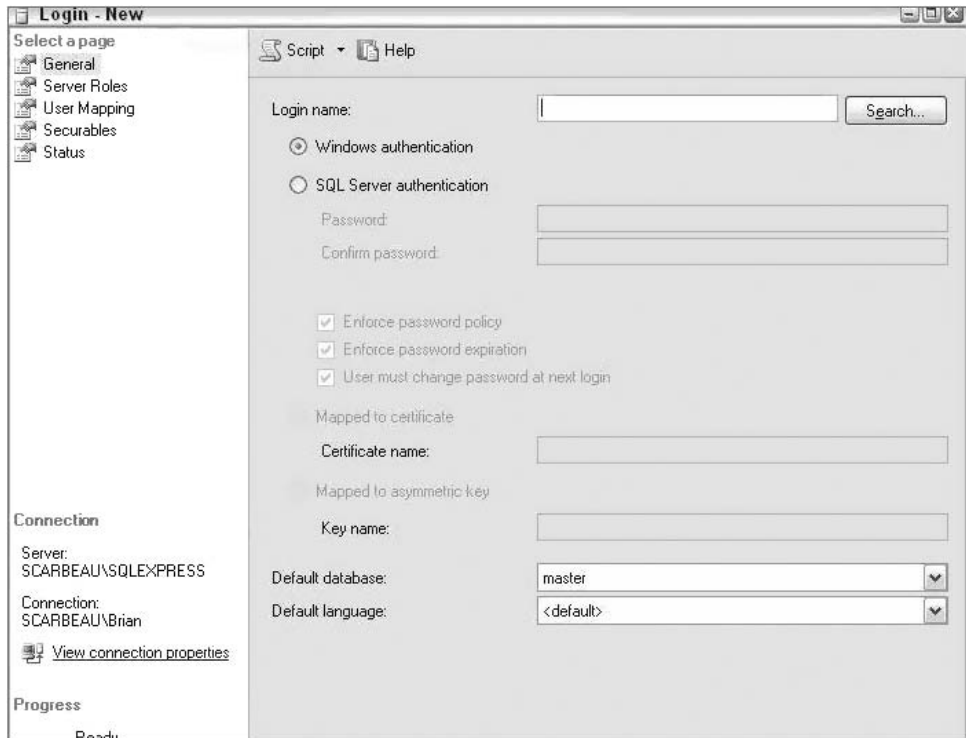 Login - New
Select a page
General
Server Roles
User Mapping
Securables
Status
Script
Help
Login name:
Search...
Windows authentication
SQL Server authentication
Password:
Confirm password:
Enforce password policy
Enforce password expiration
User must change password at next login
Mapped to certificate
Certificate name:
Mapped to asymmetric key
Key name:
Default database:
master
Default language:
<default>
Connection
Server:
SCARBEAU\SQLEXPRESS
Connection:
SCARBEAU\Brian
View connection properties
Progress
Ready